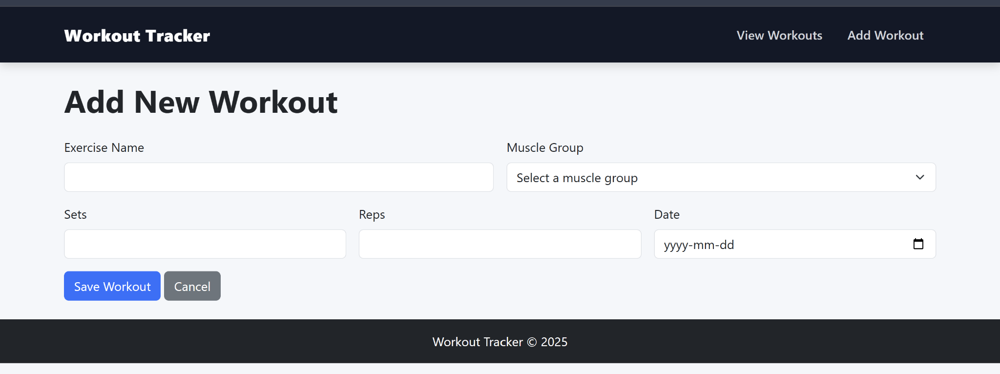 Workout Tracker View Workouts Add Workout
Add New Workout
Exercise Name Muscle Group
Select a muscle group
Sets Reps Date
yyyy-mm-dd
Save Workout Cancel
Workout Tracker © 2025